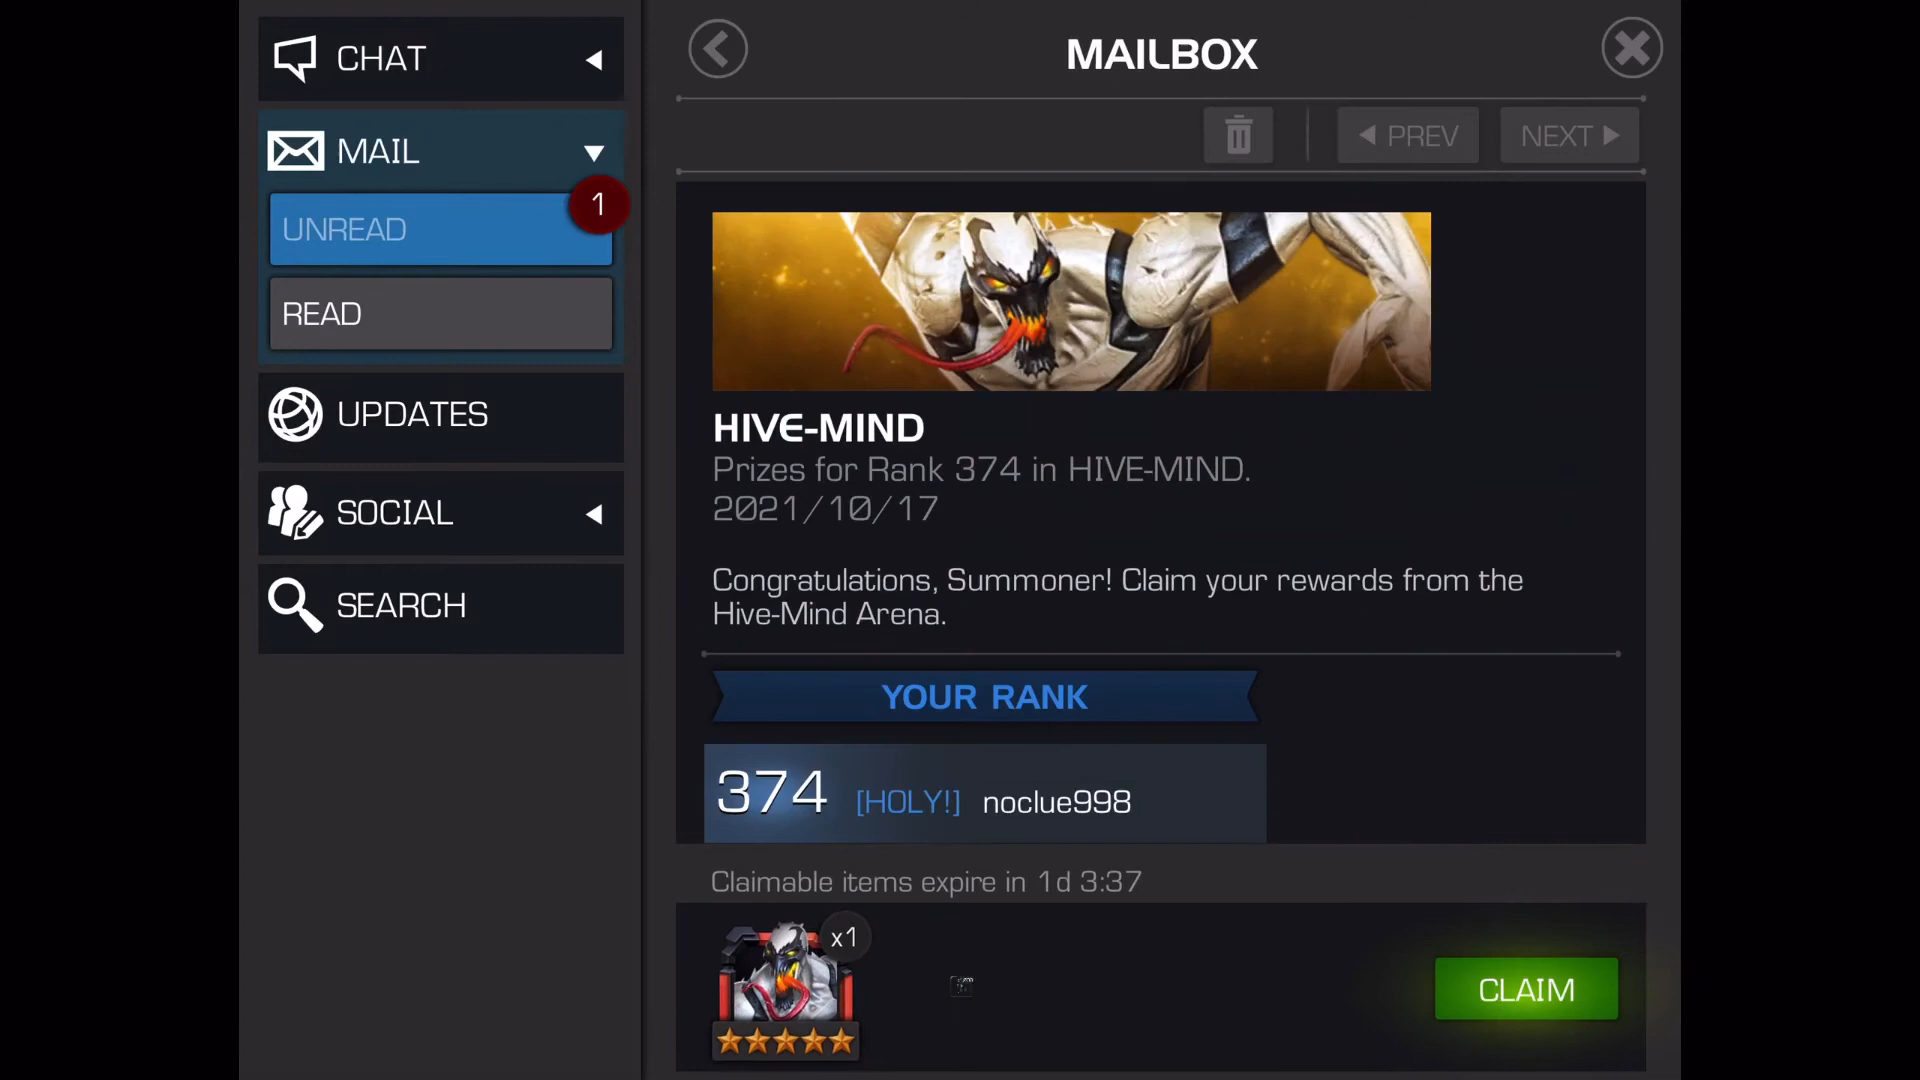 CHAT
MAIL
1
UNREAD
READ
UPDATES
SOCIAL
SEARCH
MAILBOX
PREV
NEXT
HIVE-MIND
Prizes for Rank 374 in HIVE-MIND.
2021/10/17
Congratulations, Summoner! Claim your rewards from the
Hive-Mind Arena.
YOUR RANK
374 [HOLY!] noclue998
Claimable items expire in 1d 3:37
x1
CLAIM